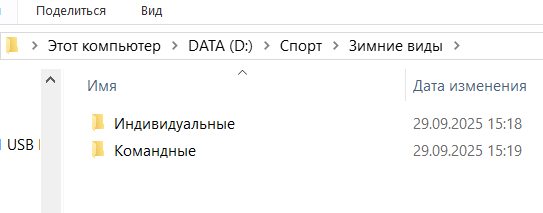 Поделиться Вид
Этот компьютер > DATA (D:) > Спорт > Зимние виды >
Имя Дата изменения
Индивидуальные 29.09.2025 15:18
USB
Командные 29.09.2025 15:19